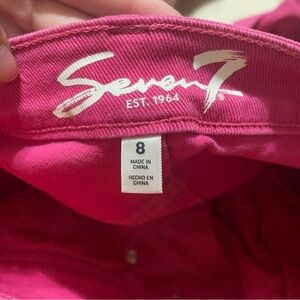 Seven7
EST. 1964
8
MADE IN
CHINA
HECHO EN
CHINA